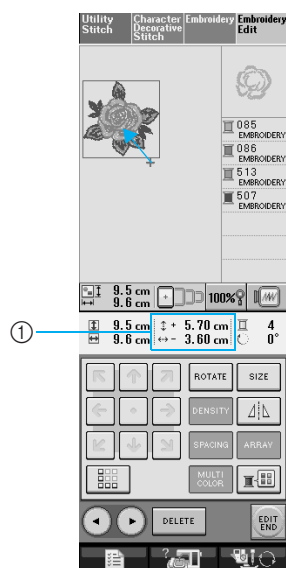 Utility Stitch
Character Decorative Stitch
Embroidery
Embroidery Edit
085
EMBROIDERY
086
EMBROIDERY
513
EMBROIDERY
507
EMBROIDERY
9.5 cm
9.6 cm
100%
9.5 cm + 5.70 cm 4
9.6 cm - 3.60 cm 0°
①
ROTATE SIZE
DENSITY
SPACING ARRAY
MULTI COLOR
DELETE
EDIT END